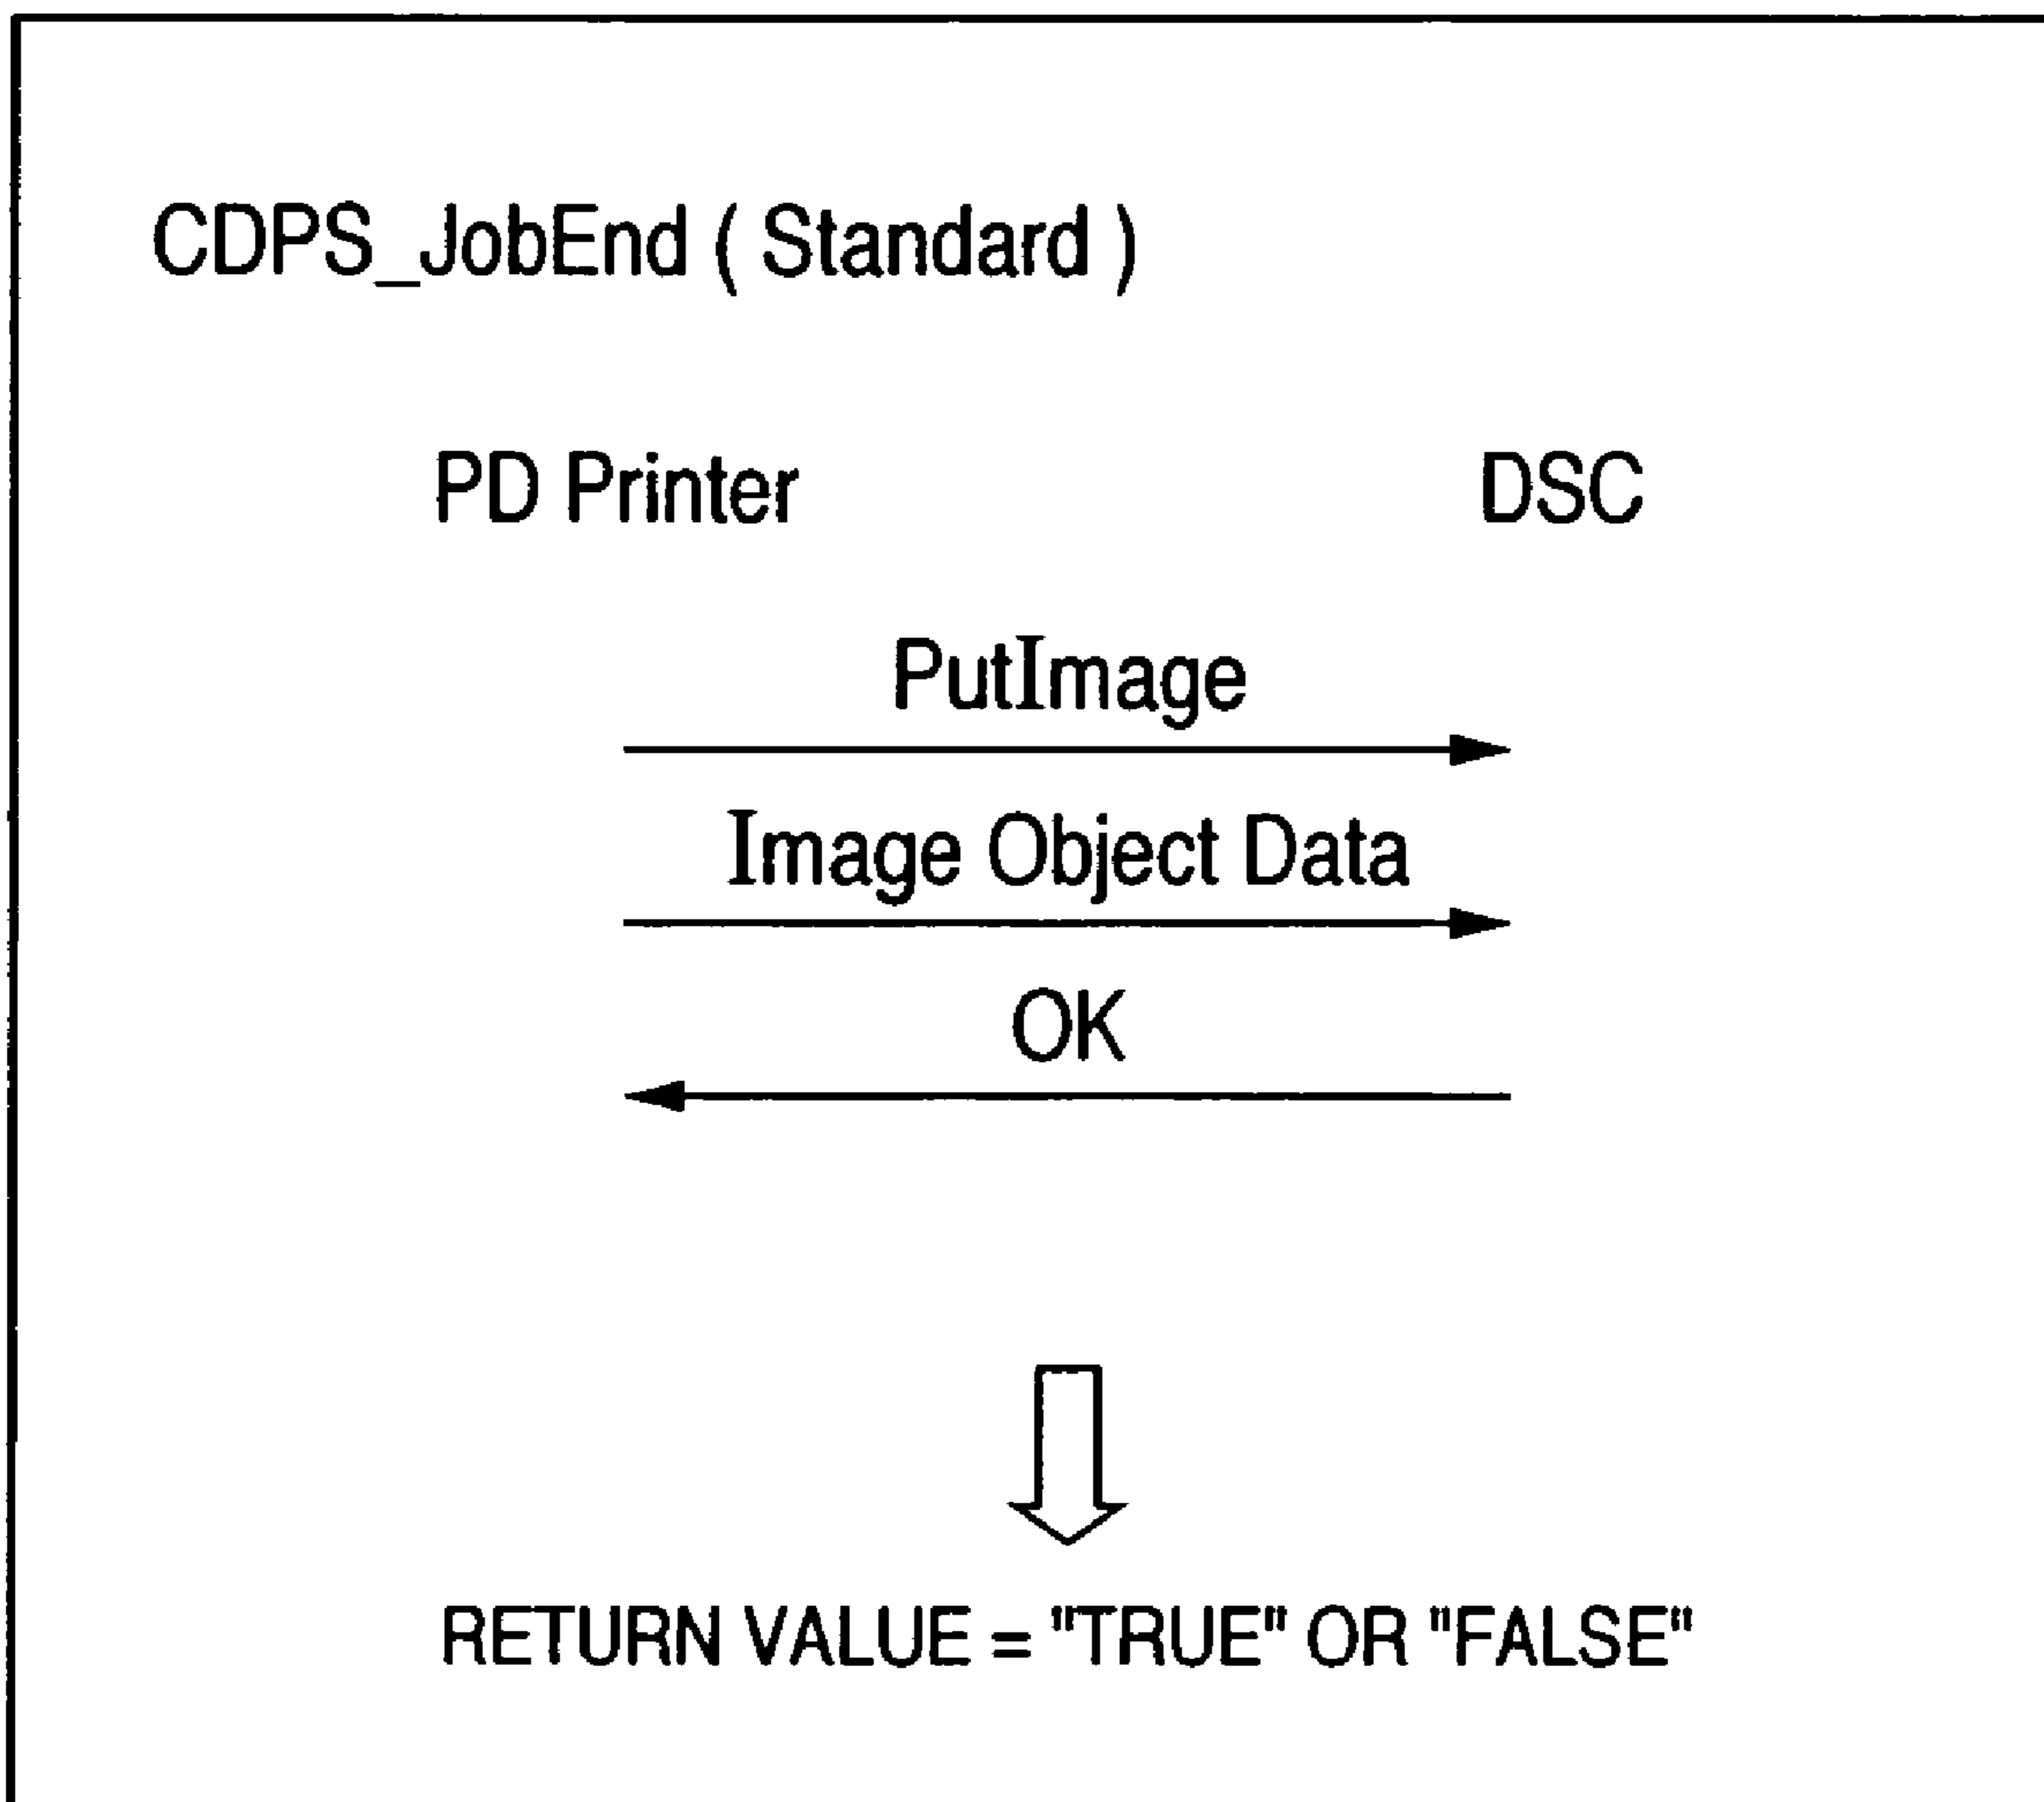 CDPS_JobEnd ( Standard )
PD Printer DSC
PutImage
Image Object Data
OK
RETURN VALUE = "TRUE" OR "FALSE"